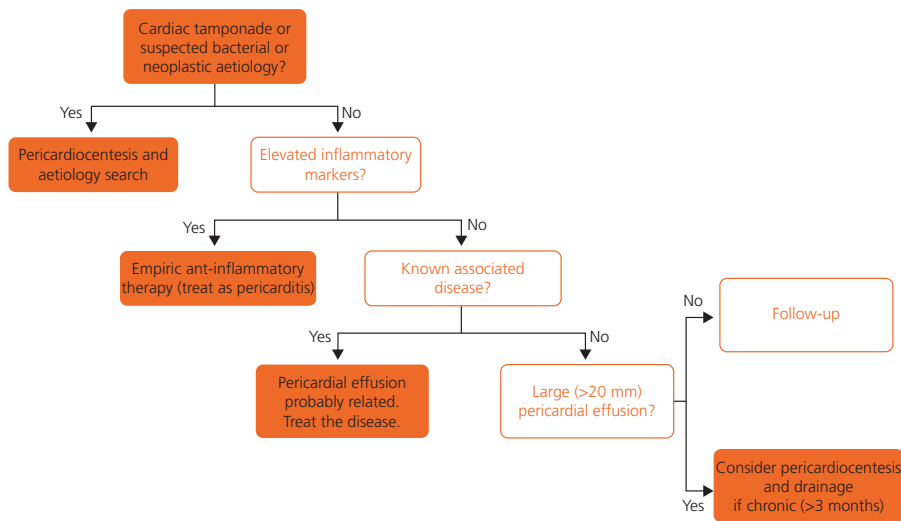 Cardiac tamponade or
suspected bacterial or
neoplastic aetiology?
Yes
No
Pericardiocentesis and
aetiology search
Elevated inflammatory
markers?
Yes
No
Empiric ant-inflammatory
therapy (treat as pericarditis)
Known associated
disease?
Yes
No
Pericardial effusion
probably related.
Treat the disease.
Large (>20 mm)
pericardial effusion?
No
Follow-up
Yes
Consider pericardiocentesis
and drainage
if chronic (>3 months)